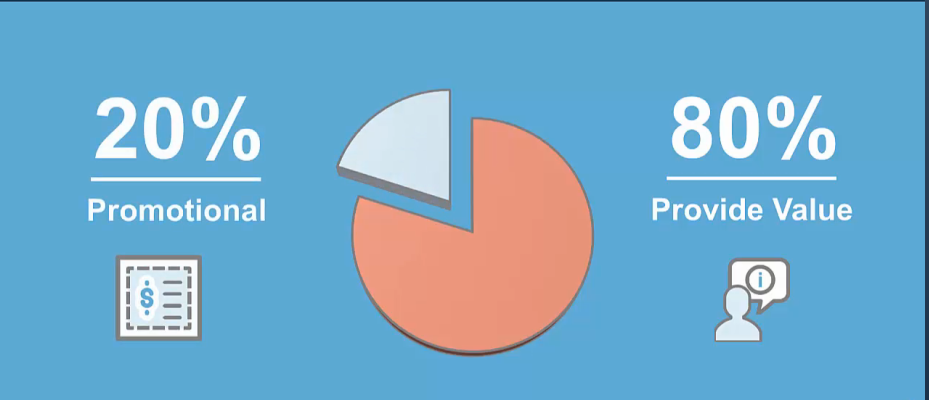 20%
Promotional
$
80%
Provide Value
i